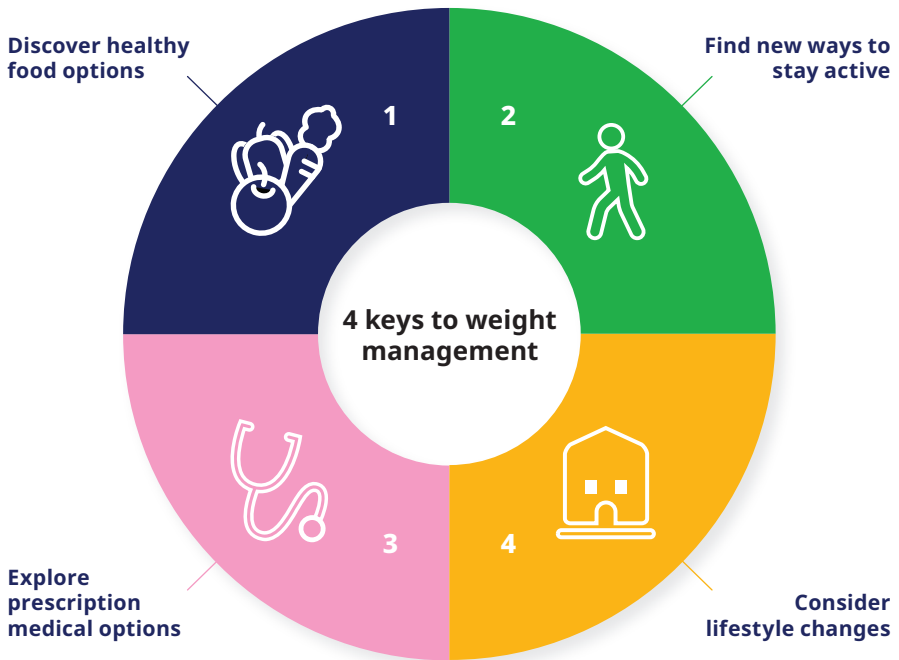 Discover healthy
food options
1
2
Find new ways to
stay active
4 keys to weight
management
Explore
prescription
medical options
3
4
Consider
lifestyle changes